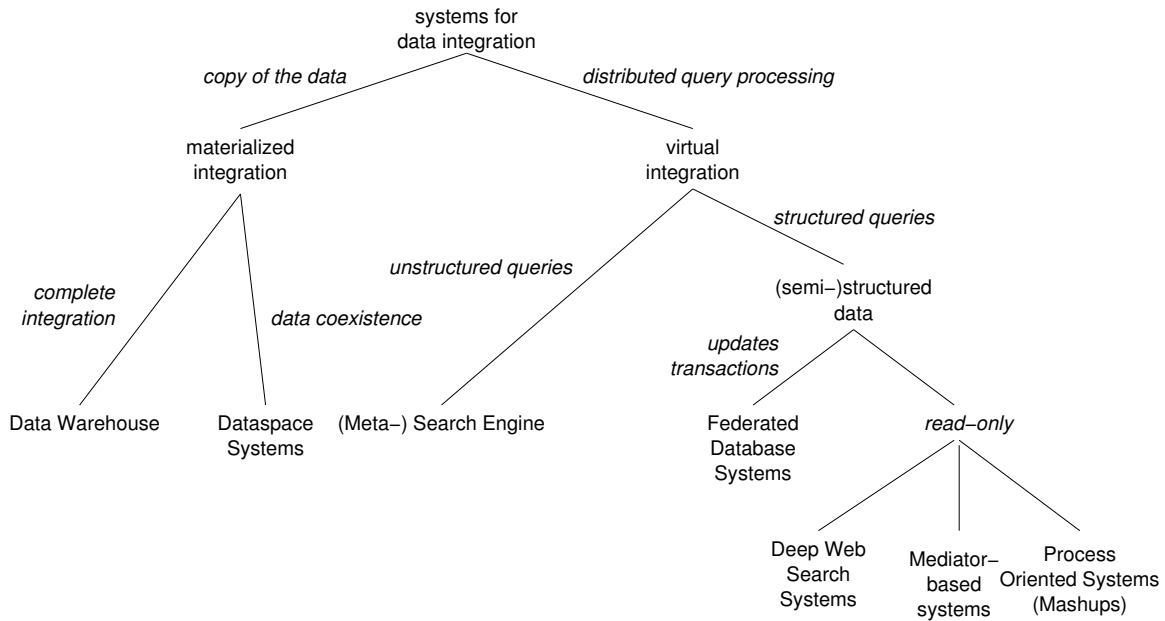 systems for
data integration
copy of the data
distributed query processing
materialized
integration
virtual
integration
structured queries
unstructured queries
complete
integration
data coexistence
(semi−)structured
data
updates
transactions
Data Warehouse
Dataspace
Systems
(Meta−) Search Engine
Federated
Database
Systems
read−only
Deep Web
Search
Systems
Mediator−
based
systems
Process
Oriented Systems
(Mashups)